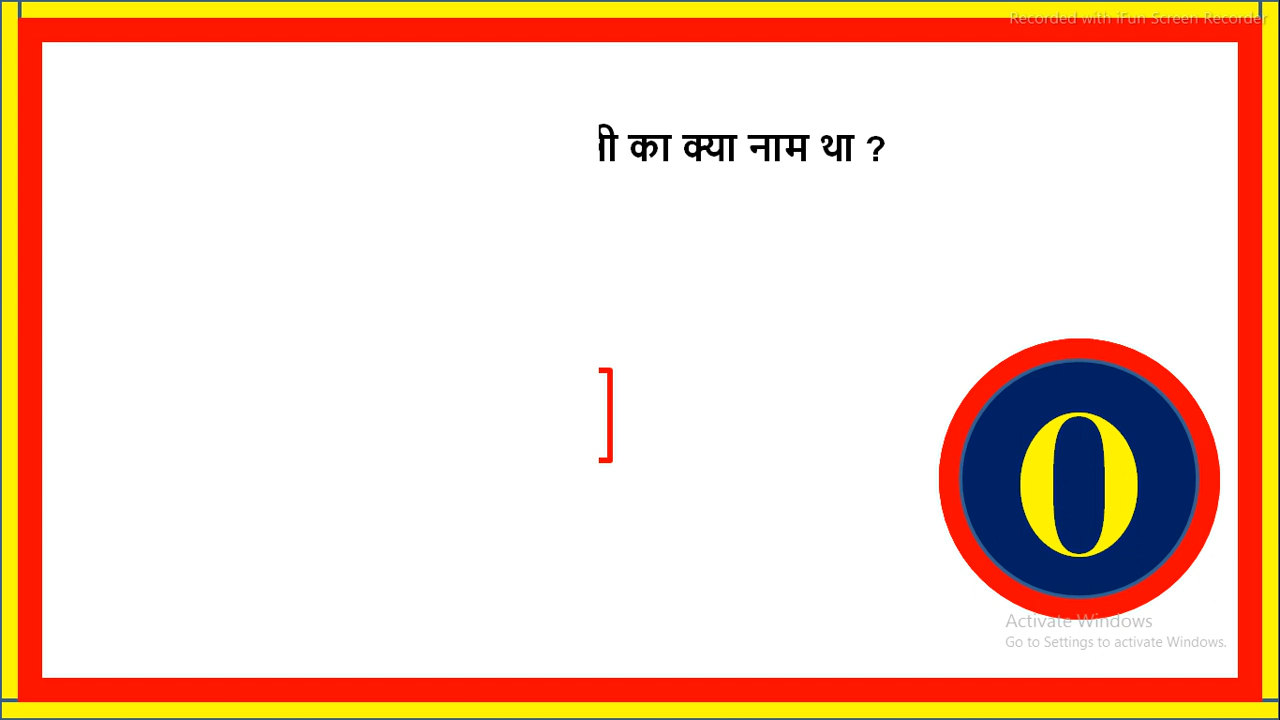 Recorded with iFun Screen Recorder
का क्या नाम था ?
0
Activate Windows
Go to Settings to activate Windows.